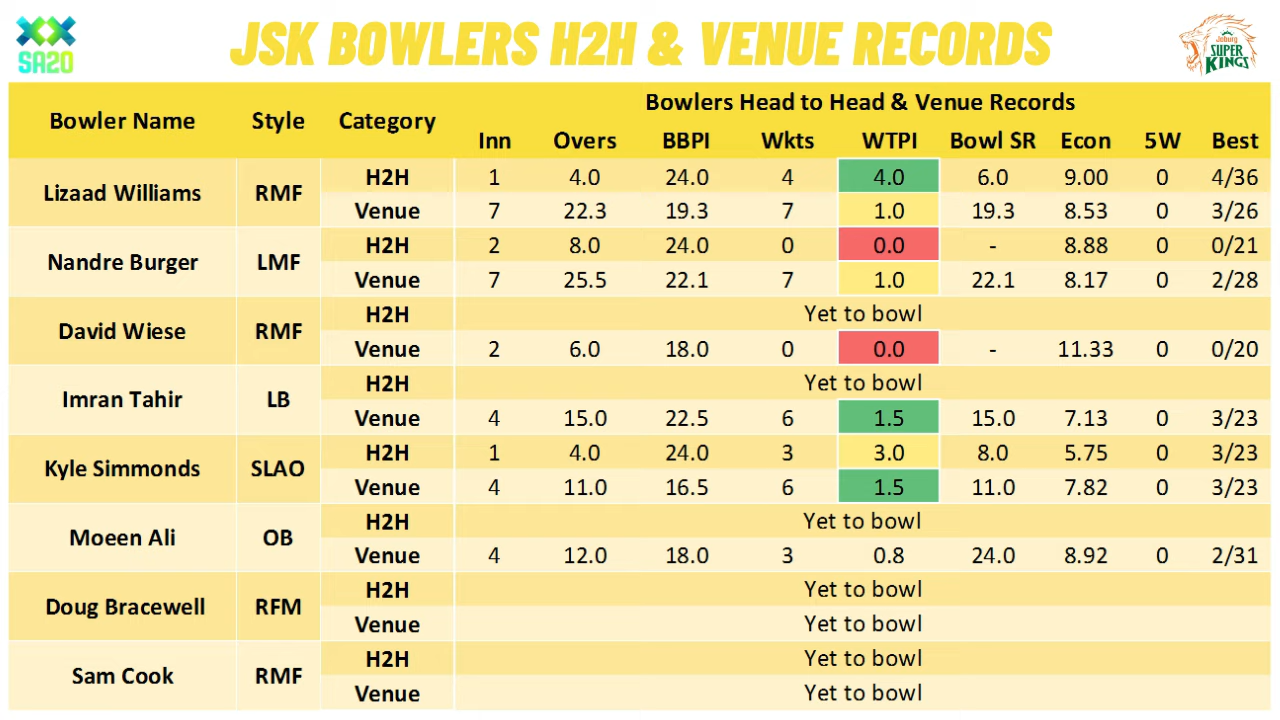 SA20
JSK BOWLERS H2H & VENUE RECORDS
Joburg
SUPER
KINGS
Bowler Name Style Category Bowlers Head to Head & Venue Records
Inn Overs BBPI Wkts WTPI Bowl SR Econ 5W Best
Lizaad Williams RMF H2H 1 4.0 24.0 4 4.0 6.0 9.00 0 4/36
Venue 7 22.3 19.3 7 1.0 19.3 8.53 0 3/26
Nandre Burger LMF H2H 2 8.0 24.0 0 0.0 - 8.88 0 0/21
Venue 7 25.5 22.1 7 1.0 22.1 8.17 0 2/28
David Wiese RMF H2H Yet to bowl
Venue 2 6.0 18.0 0 0.0 - 11.33 0 0/20
Imran Tahir LB H2H Yet to bowl
Venue 4 15.0 22.5 6 1.5 15.0 7.13 0 3/23
Kyle Simmonds SLAO H2H 1 4.0 24.0 3 3.0 8.0 5.75 0 3/23
Venue 4 11.0 16.5 6 1.5 11.0 7.82 0 3/23
Moeen Ali OB H2H Yet to bowl
Venue 4 12.0 18.0 3 0.8 24.0 8.92 0 2/31
Doug Bracewell RFM H2H Yet to bowl
Venue Yet to bowl
Sam Cook RMF H2H Yet to bowl
Venue Yet to bowl